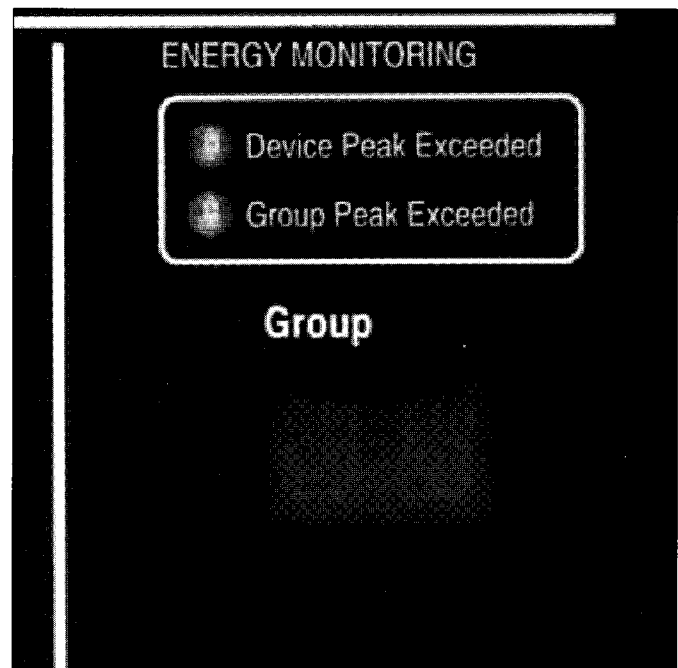 ENERGY MONITORING
Device Peak Exceeded
Group Peak Exceeded
Group